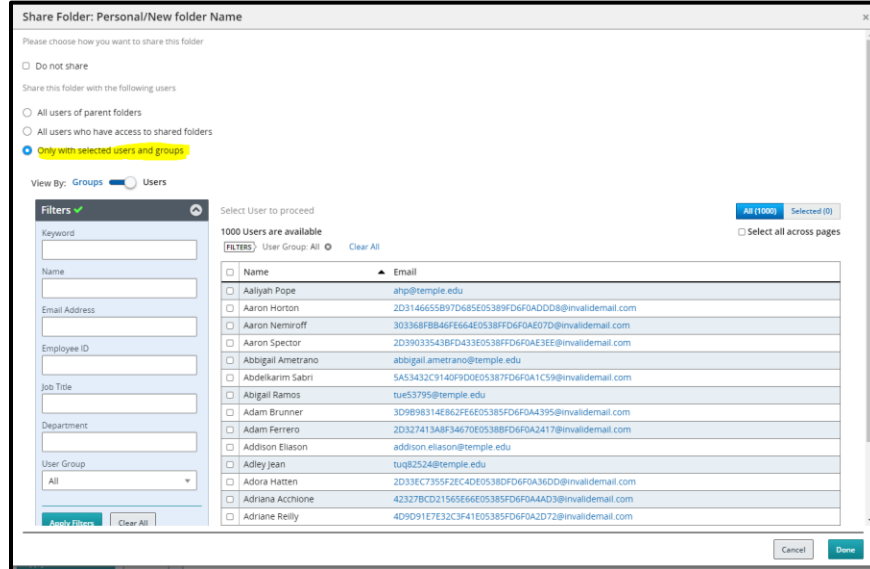 Share Folder: Personal/New folder Name
Please choose how you want to share this folder
Do not share
Share this folder with the following users
All users of parent folders
All users who have access to shared folders
Only with selected users and groups
View By: Groups Users
Filters
Keyword
Name
Email Address
Employee ID
Job Title
Department
User Group
All
Apply Filters Clear All
Select User to proceed
All (1000) Selected (0)
1000 Users are available
Select all across pages
FILTERS User Group: All Clear All
Name Email
Aaliyah Pope ahp@temple.edu
Aaron Horton 2D3146655B97D685E05389FD6F0ADDD8@invalidemail.com
Aaron Nemiroff 303368FBB46FE664E0538FFD6F0AE07D@invalidemail.com
Aaron Spector 2D39033543BFD433E0538FFD6F0AE3EE@invalidemail.com
Abbigail Ametrano abbigail.ametrano@temple.edu
Abdelkarim Sabri 5A53432C9140F9D0E05387FD6F0A1C59@invalidemail.com
Abigail Ramos tue53795@temple.edu
Adam Brunner 3D9B98314E862FE6E05385FD6F0A4395@invalidemail.com
Adam Ferrero 2D327413A8F34670E0538BFD6F0A2417@invalidemail.com
Addison Eliason addison.eliason@temple.edu
Adley Jean tuq82524@temple.edu
Adora Hatten 2D33EC7355F2EC4DE0538DFD6F0A36DD@invalidemail.com
Adriana Acchione 42327BCD21565E66E05385FD6F0A4AD3@invalidemail.com
Adriane Reilly 4D9D91E7E32C3F41E05385FD6F0A2D72@invalidemail.com
Cancel Done